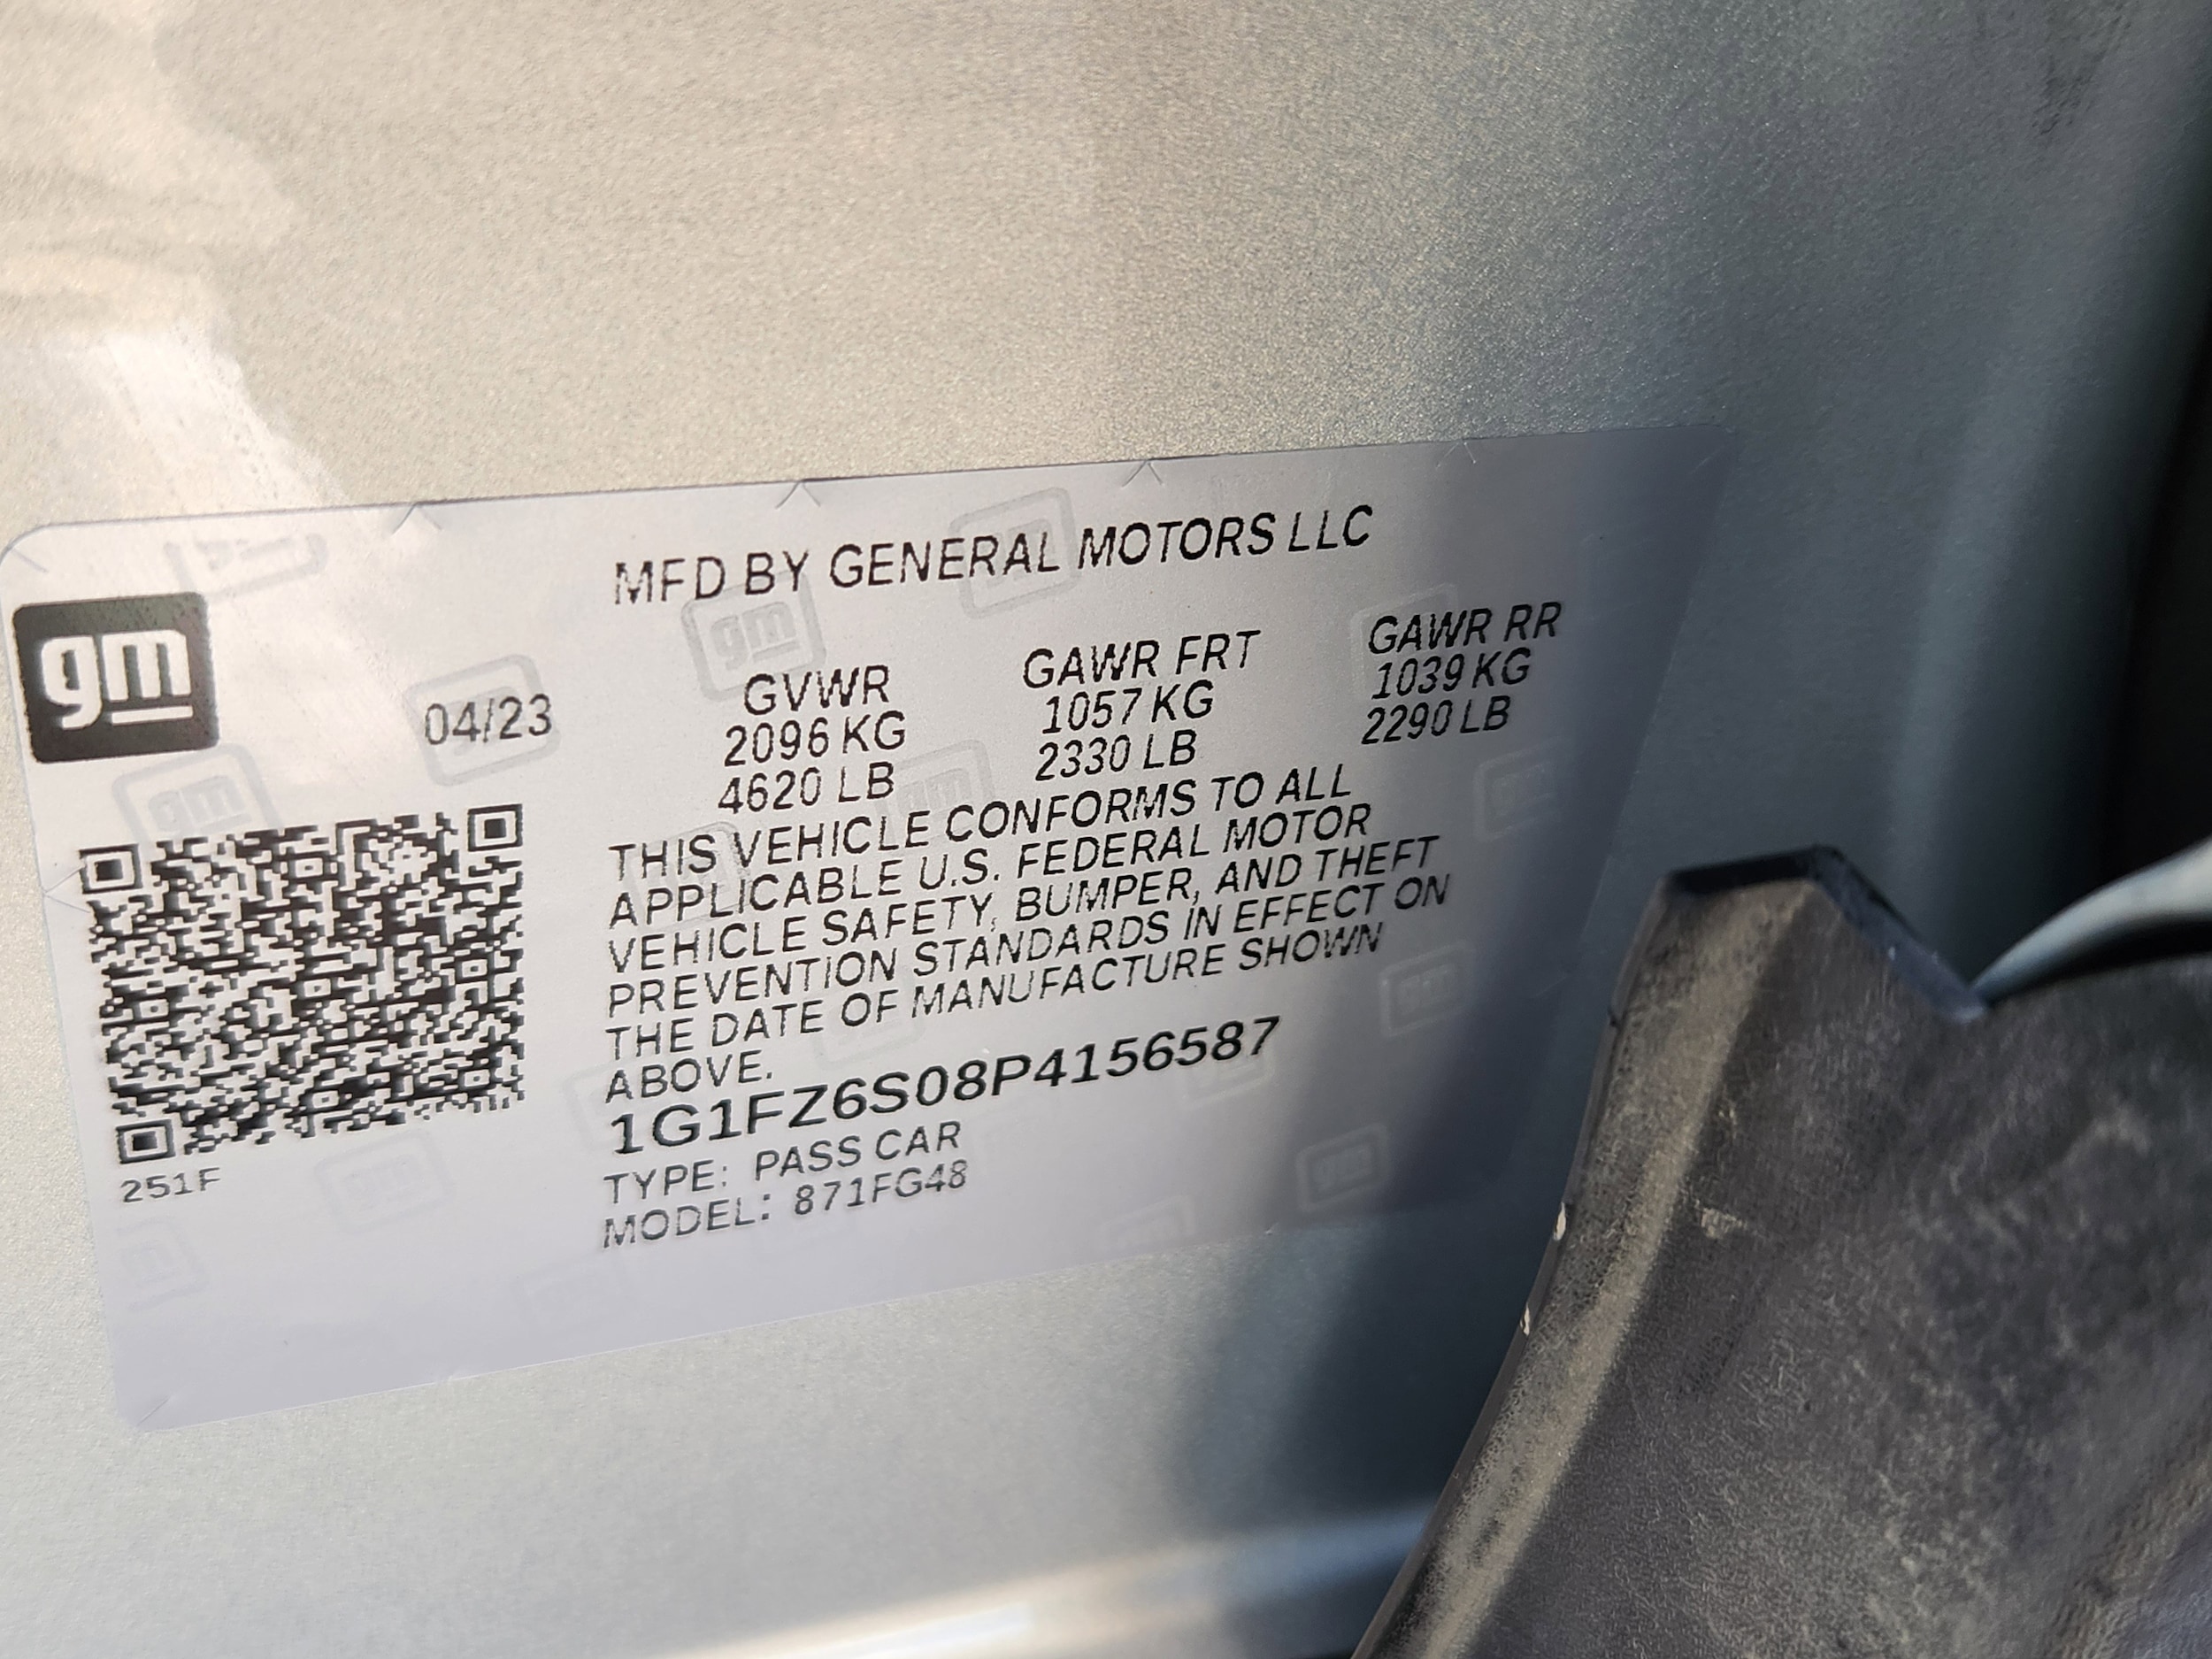 MFD BY GENERAL MOTORS LLC
gm
04/23
GVWR GAWR FRT GAWR RR
2096 KG 1057 KG 1039 KG
4620 LB 2330 LB 2290 LB
THIS VEHICLE CONFORMS TO ALL
APPLICABLE U.S. FEDERAL MOTOR
VEHICLE SAFETY, BUMPER, AND THEFT
PREVENTION STANDARDS IN EFFECT ON
THE DATE OF MANUFACTURE SHOWN
ABOVE.
1G1FZ6S08P4156587
TYPE: PASS CAR
MODEL: 871FG48
251F